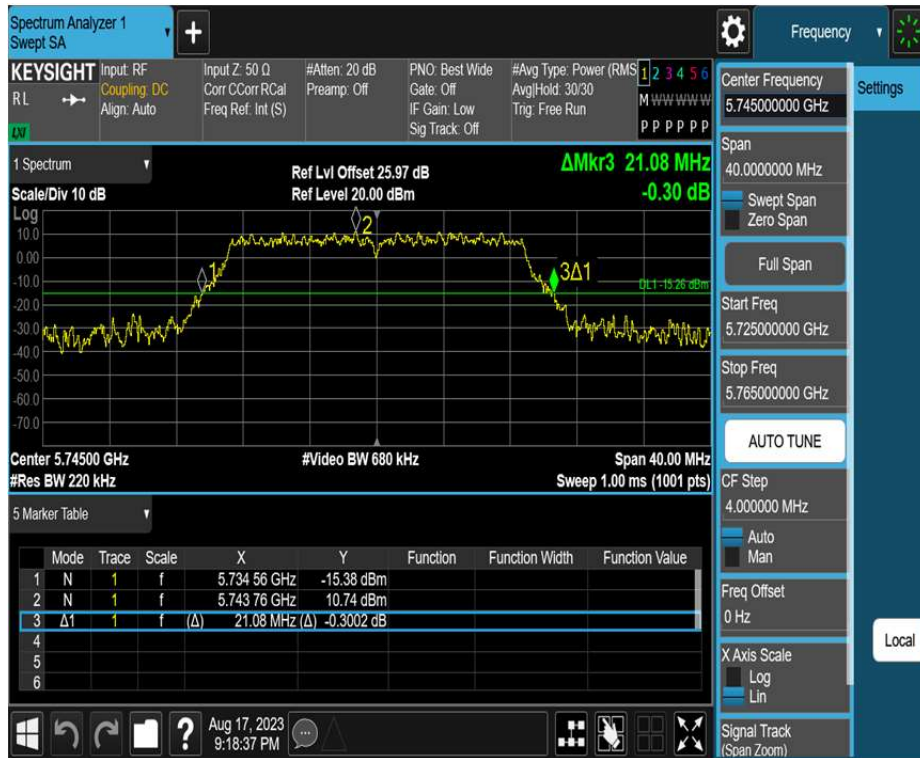 Spectrum Analyzer 1
Swept SA
+
Frequency
KEYSIGHT
RL
LXI
Input: RF
Coupling: DC
Align: Auto
Input Z: 50 Ω
Corr CCorr RCal
Freq Ref: Int (S)
#Atten: 20 dB
Preamp: Off
PNO: Best Wide
Gate: Off
IF Gain: Low
Sig Track: Off
#Avg Type: Power (RMS
Avg|Hold: 30/30
Trig: Free Run
1 2 3 4 5 6
M W W W W W
P P P P P P
Center Frequency
5.745000000 GHz
Settings
Span
40.0000000 MHz
Swept Span
Zero Span
Full Span
Start Freq
5.725000000 GHz
Stop Freq
5.765000000 GHz
AUTO TUNE
CF Step
4.000000 MHz
Auto
Man
Freq Offset
0 Hz
X Axis Scale
Log
Lin
Local
Signal Track
(Span Zoom)
1 Spectrum
Scale/Div 10 dB
Ref Lvl Offset 25.97 dB
Ref Level 20.00 dBm
ΔMkr3 21.08 MHz
-0.30 dB
Log
10.0
0.00
-10.0
-20.0
-30.0
-40.0
-50.0
-60.0
-70.0
1
2
3Δ1
DL1 -15.26 dBm
Center 5.74500 GHz
#Video BW 680 kHz
Span 40.00 MHz
#Res BW 220 kHz
Sweep 1.00 ms (1001 pts)
5 Marker Table
Mode Trace Scale X Y Function Function Width Function Value
1 N 1 f 5.734 56 GHz -15.38 dBm
2 N 1 f 5.743 76 GHz 10.74 dBm
3 Δ1 1 f (Δ) 21.08 MHz (Δ) -0.3002 dB
4
5
6
?
Aug 17, 2023
9:18:37 PM